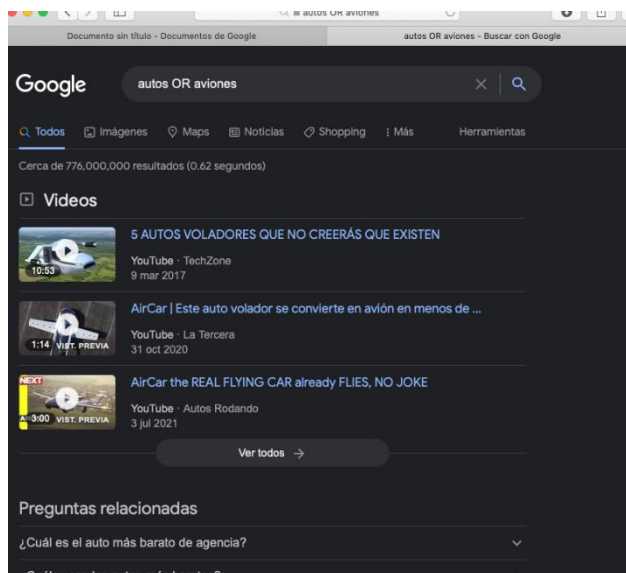 autos OR aviones
Documento sin título - Documentos de Google
autos OR aviones - Buscar con Google
Google
autos OR aviones
Todos
Imágenes
Maps
Noticias
Shopping
Más
Herramientas
Cerca de 776,000,000 resultados (0.62 segundos)
Videos
5 AUTOS VOLADORES QUE NO CREERÁS QUE EXISTEN
YouTube · TechZone
9 mar 2017
10:53
AirCar | Este auto volador se convierte en avión en menos de ...
YouTube · La Tercera
31 oct 2020
1:14 VIST. PREVIA
NEXT
AirCar the REAL FLYING CAR already FLIES, NO JOKE
YouTube · Autos Rodando
3 jul 2021
3:00 VIST. PREVIA
Ver todos →
Preguntas relacionadas
¿Cuál es el auto más barato de agencia?